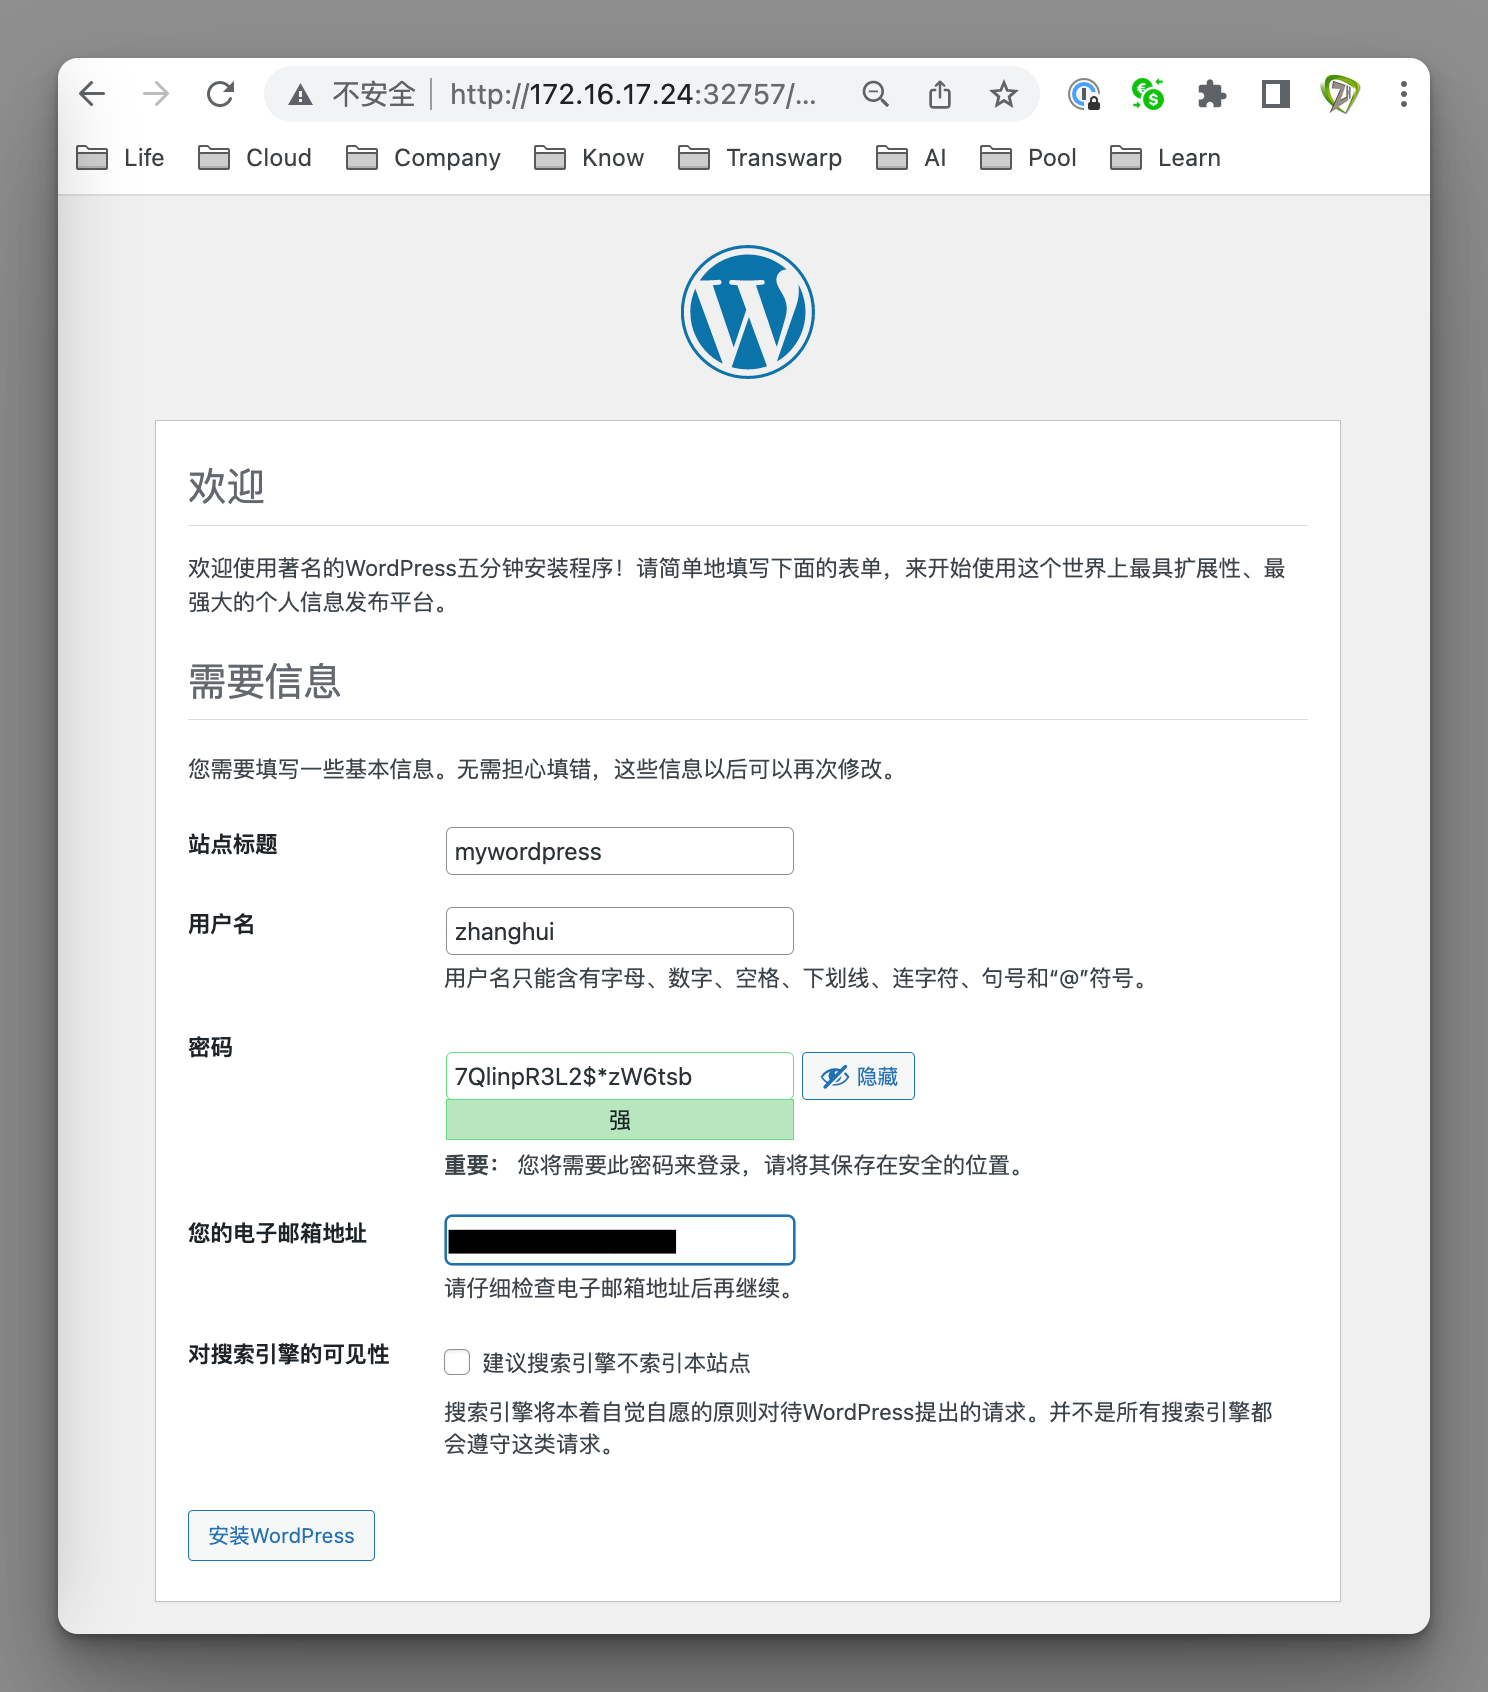 不安全 http://172.16.17.24:32757/...
Life Cloud Company Know Transwarp AI Pool Learn
欢迎
欢迎使用著名的WordPress五分钟安装程序！请简单地填写下面的表单，来开始使用这个世界上最具扩展性、最
强大的个人信息发布平台。
需要信息
您需要填写一些基本信息。无需担心填错，这些信息以后可以再次修改。
站点标题 mywordpress
用户名 zhanghui
用户名只能含有字母、数字、空格、下划线、连字符、句号和“@”符号。
密码 7QlinpR3L2$*zW6tsb 隐藏
强
重要： 您将需要此密码来登录，请将其保存在安全的位置。
您的电子邮箱地址
请仔细检查电子邮箱地址后再继续。
对搜索引擎的可见性 建议搜索引擎不索引本站点
搜索引擎将本着自觉自愿的原则对待WordPress提出的请求。并不是所有搜索引擎都
会遵守这类请求。
安装WordPress